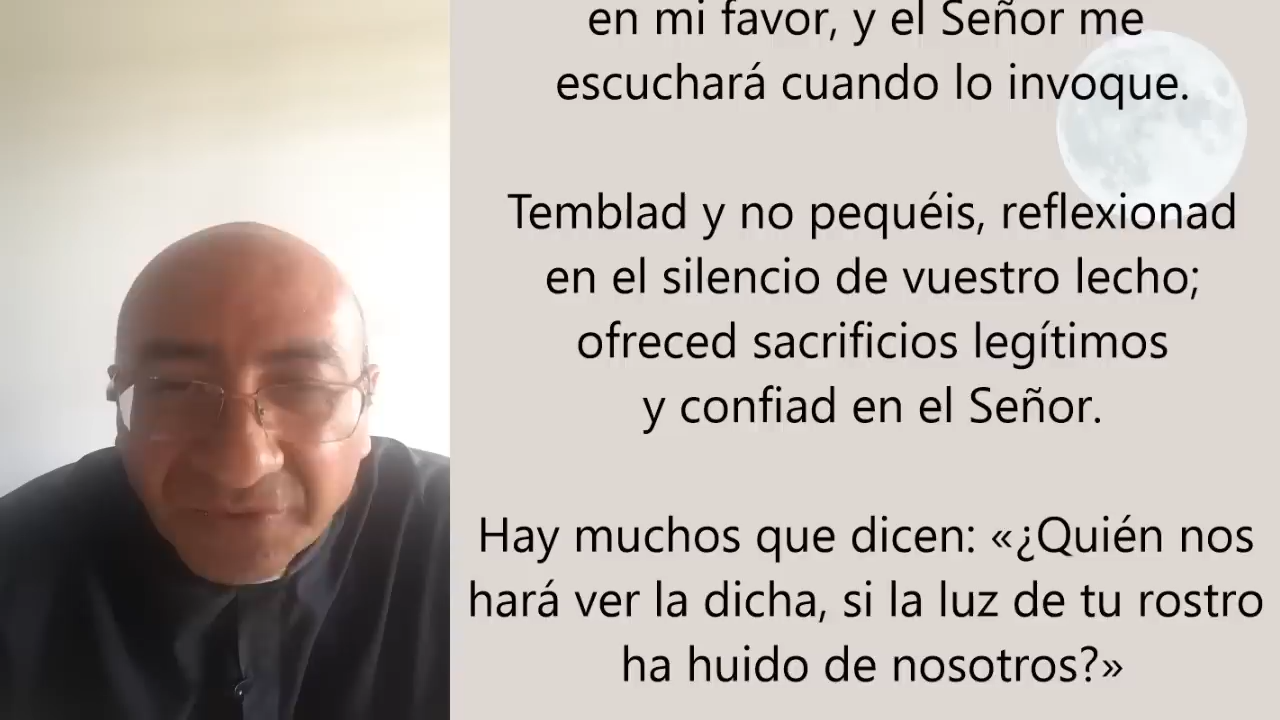 en mi favor, y el Señor me
escuchará cuando lo invoque.
Temblad y no pequéis, reflexionad
en el silencio de vuestro lecho;
ofreced sacrificios legítimos
y confiad en el Señor.
Hay muchos que dicen: «¿Quién nos
hará ver la dicha, si la luz de tu rostro
ha huido de nosotros?»